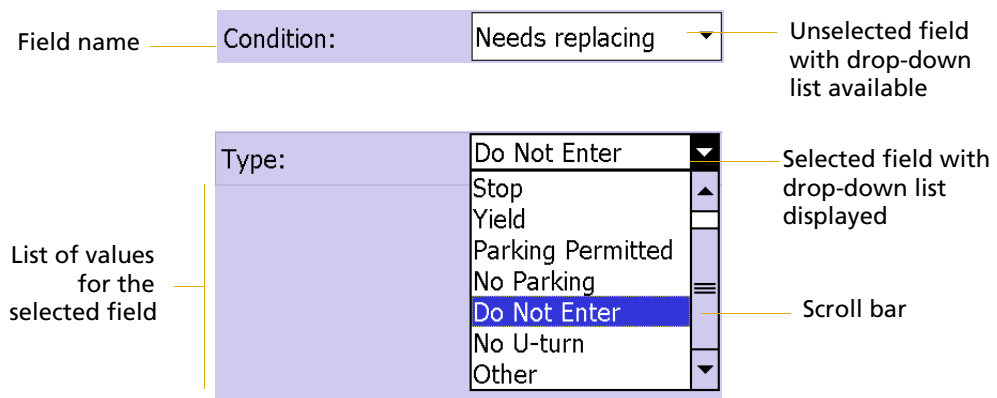 Field name
Condition:
Needs replacing
Unselected field
with drop-down
list available
Type:
Do Not Enter
Selected field with
drop-down list
displayed
Stop
Yield
Parking Permitted
No Parking
Do Not Enter
No U-turn
Other
List of values
for the
selected field
Scroll bar